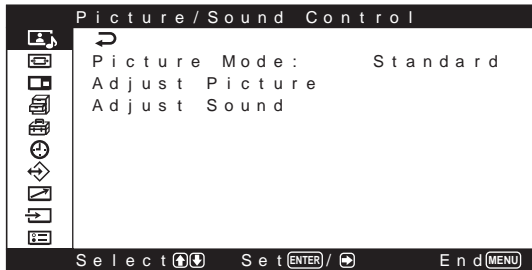 Picture/Sound Control
Picture Mode: Standard
Adjust Picture
Adjust Sound
Select Set ENTER / End MENU